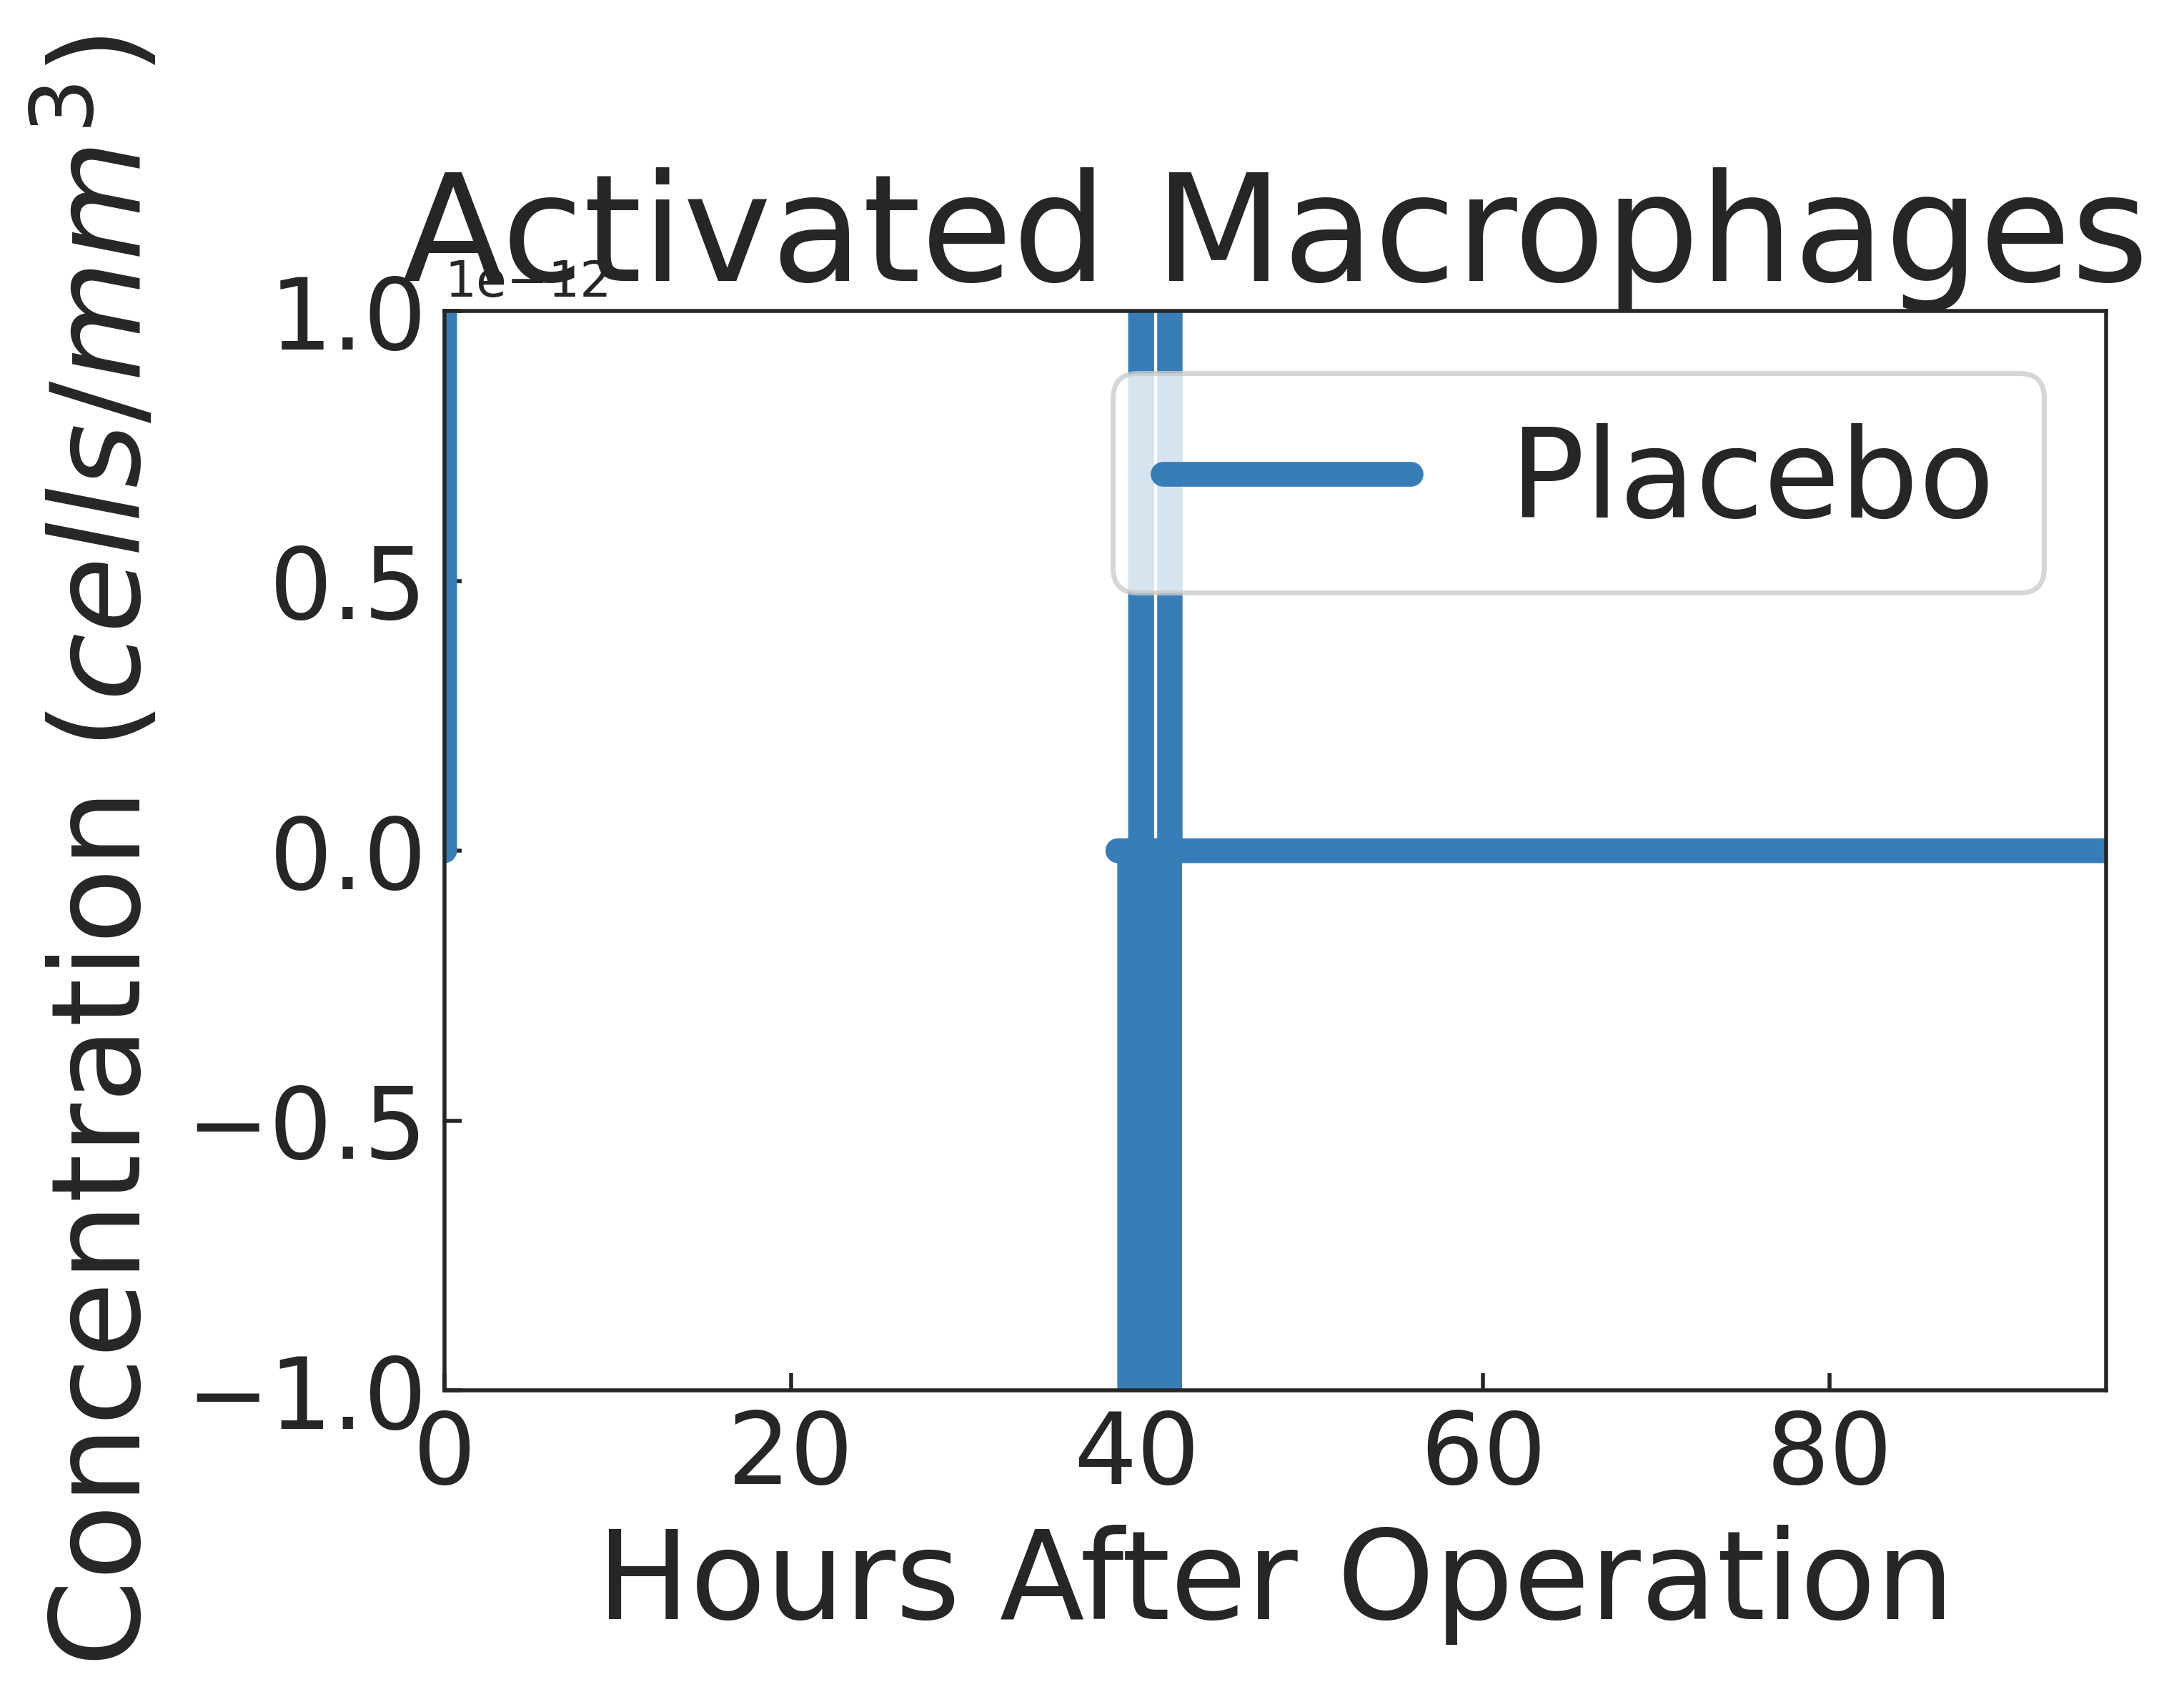 Activated Macrophages
1e−12
Concentration (cells/mm³)
1.0
0.5
0.0
−0.5
−1.0
Placebo
0 20 40 60 80
Hours After Operation